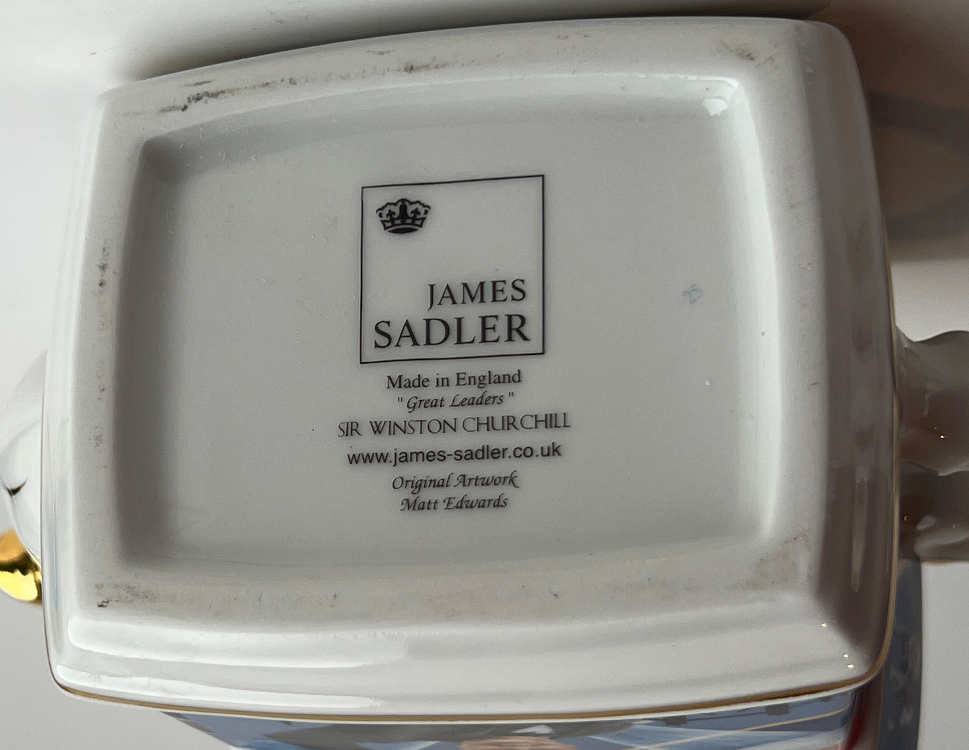 JAMES
SADLER
Made in England
"Great Leaders"
SIR WINSTON CHURCHILL
www.james-sadler.co.uk
Original Artwork
Matt Edwards